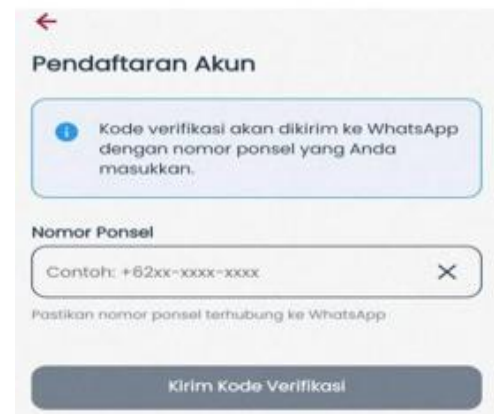 Pendaftaran Akun
Kode verifikasi akan dikirim ke WhatsApp
dengan nomor ponsel yang Anda
masukkan.
Nomor Ponsel
Contoh: +62xx-xxxx-xxxx
Pastikan nomor ponsel terhubung ke WhatsApp
Kirim Kode Verifikasi